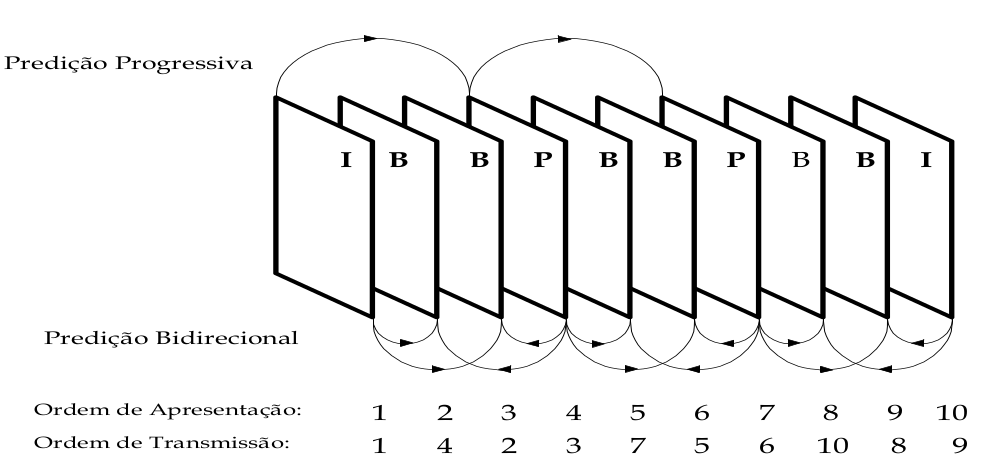 Predição Progressiva
I B B P B B P B B I
Predição Bidirecional
Ordem de Apresentação: 1 2 3 4 5 6 7 8 9 10
Ordem de Transmissão: 1 4 2 3 7 5 6 10 8 9